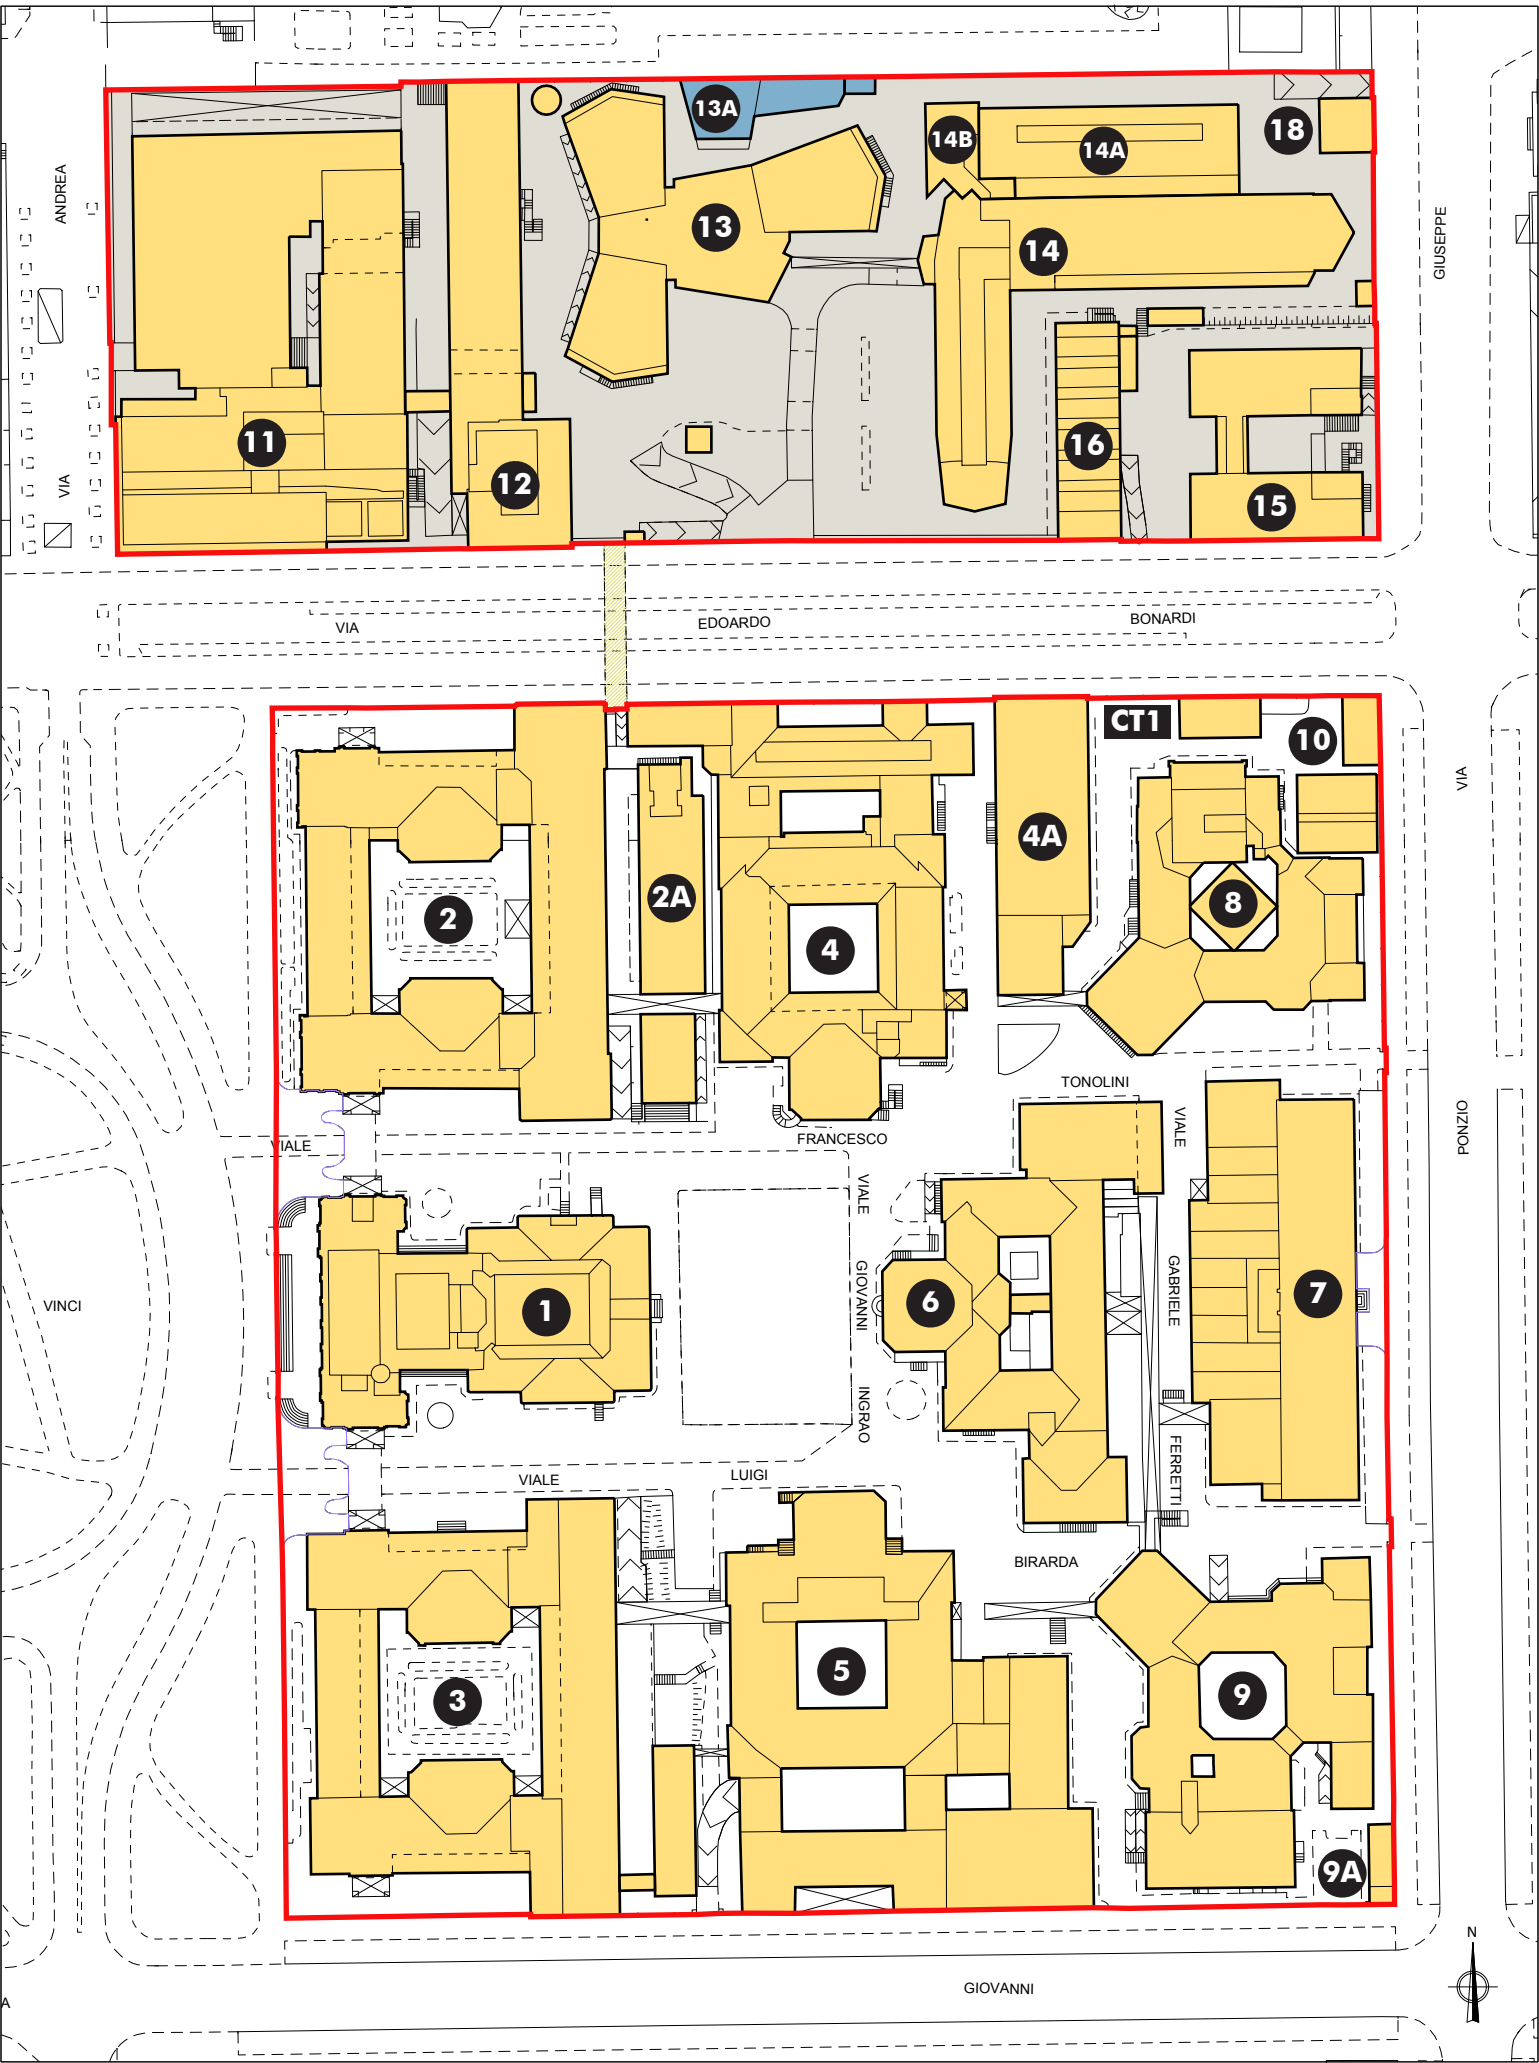 13A
14B
14A
18
ANDREA
13
14
GIUSEPPE
11
16
VIA
12
15
VIA
EDOARDO
BONARDI
CT1
10
VIA
4A
2A
8
2
4
TONOLINI
PONZIO
VIALE
FRANCESCO
VIALE
VIALE
VINCI
1
GIOVANNI
6
GABRIELE
7
INGRAO
FERRETTI
VIALE
LUIGI
BIRARDA
3
5
9
9A
N
GIOVANNI
A